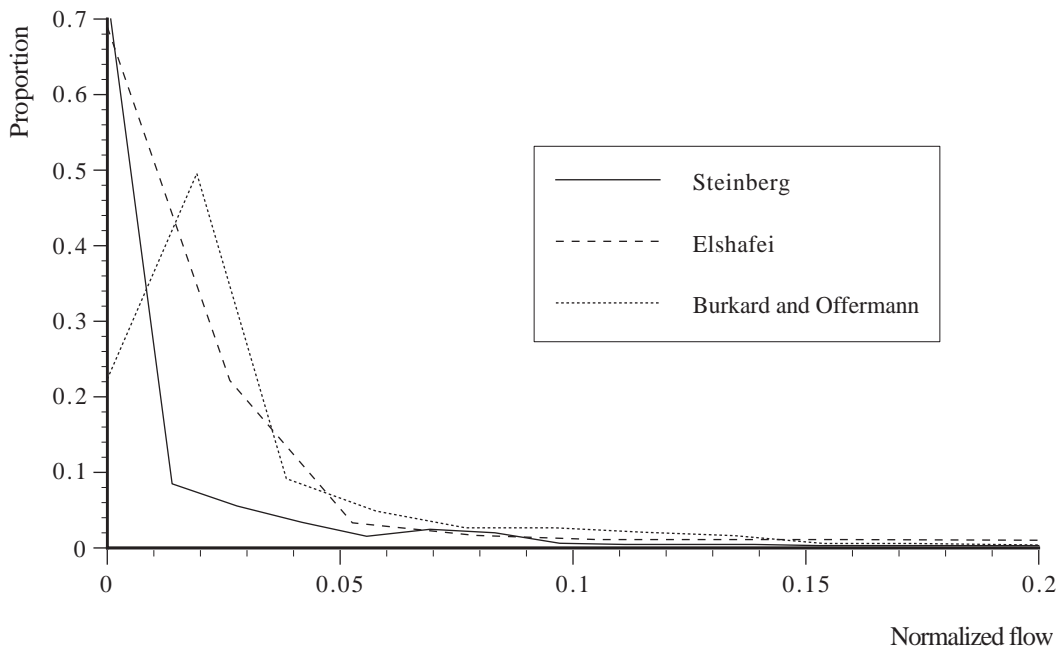 Proportion
0.7
0.6
0.5
0.4
0.3
0.2
0.1
0
Steinberg
Elshafei
Burkard and Offermann
0
0.05
0.1
0.15
0.2
Normalized flow